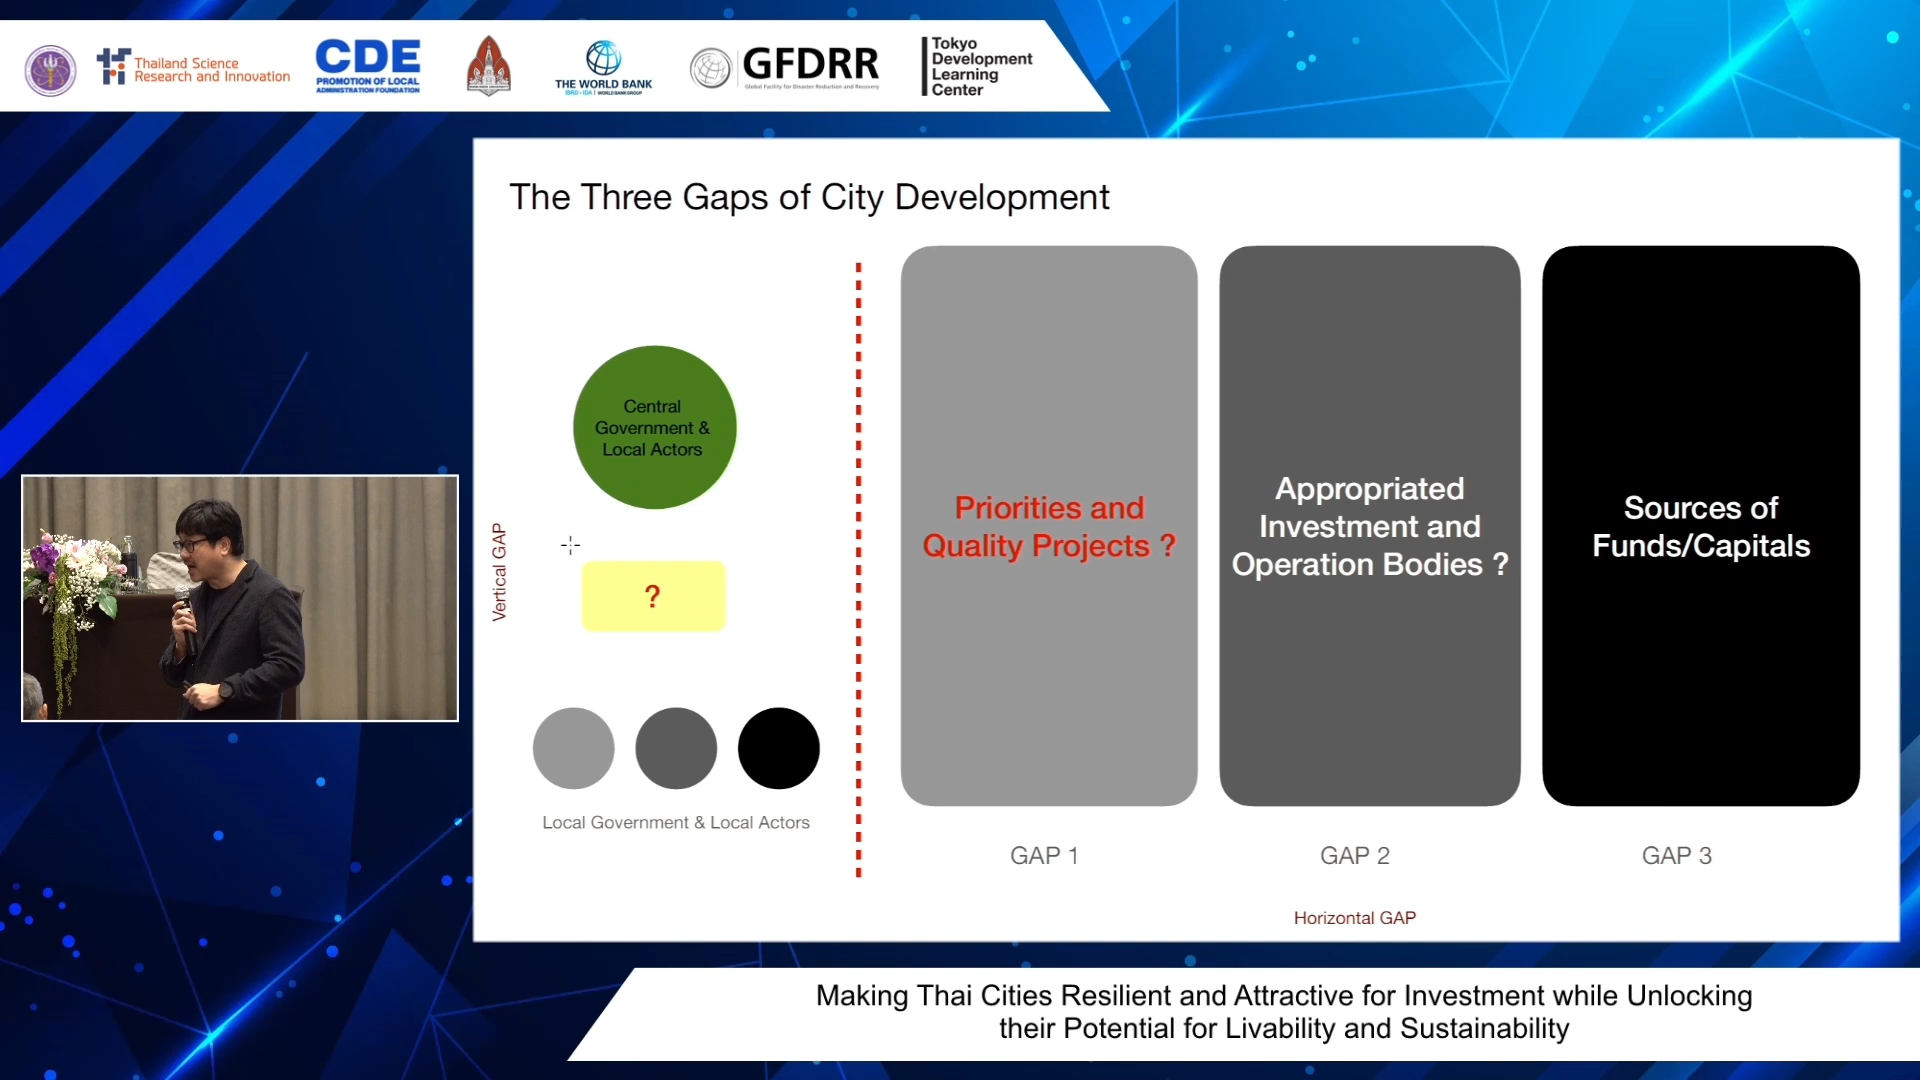 Thailand Science
Research and Innovation
CDE
PROMOTION OF LOCAL
ADMINISTRATION FOUNDATION
THE WORLD BANK
IBRD • IDA | WORLD BANK GROUP
GFDRR
Global Facility for Disaster Reduction and Recovery
Tokyo
Development
Learning
Center
The Three Gaps of City Development
Central
Government &
Local Actors
Vertical GAP
?
Local Government & Local Actors
Priorities and
Quality Projects ?
GAP 1
Appropriated
Investment and
Operation Bodies ?
GAP 2
Sources of
Funds/Capitals
GAP 3
Horizontal GAP
Making Thai Cities Resilient and Attractive for Investment while Unlocking
their Potential for Livability and Sustainability